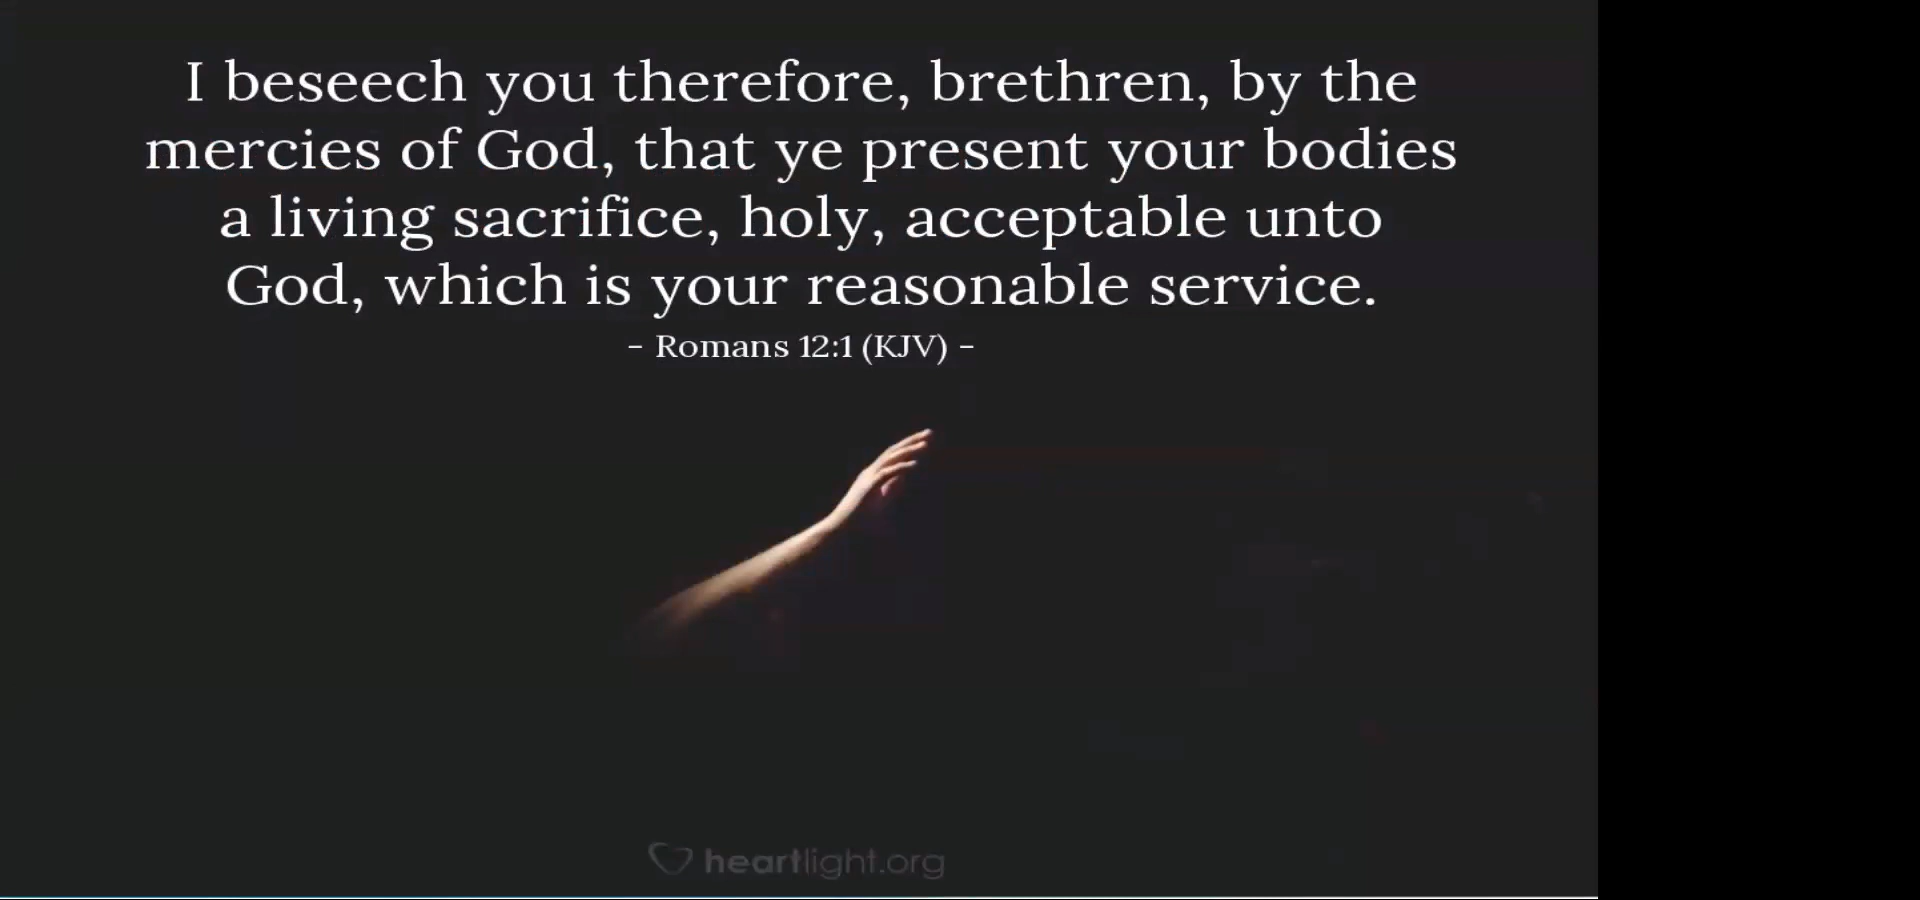 I beseech you therefore, brethren, by the
mercies of God, that ye present your bodies
a living sacrifice, holy, acceptable unto
God, which is your reasonable service.
- Romans 12:1 (KJV) -
heartlight.org